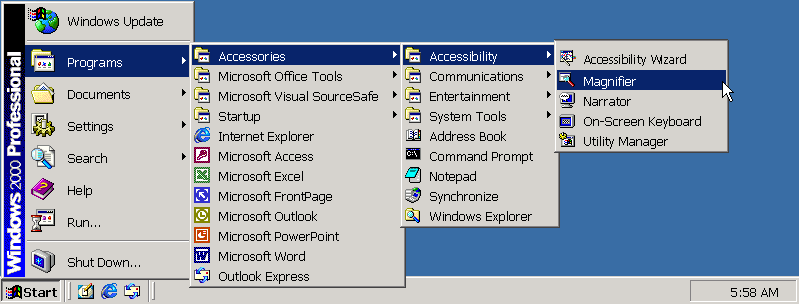 Windows 2000 Professional
Windows Update
Programs
Documents
Settings
Search
Help
Run...
Shut Down...
Accessories
Microsoft Office Tools
Microsoft Visual SourceSafe
Startup
Internet Explorer
Microsoft Access
Microsoft Excel
Microsoft FrontPage
Microsoft Outlook
Microsoft PowerPoint
Microsoft Word
Outlook Express
Accessibility
Communications
Entertainment
System Tools
Address Book
Command Prompt
Notepad
Synchronize
Windows Explorer
Accessibility Wizard
Magnifier
Narrator
On-Screen Keyboard
Utility Manager
Start
5:58 AM